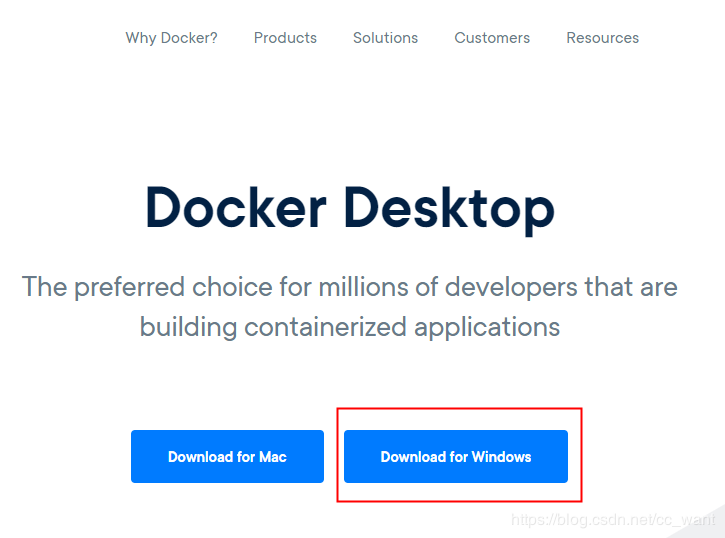 Why Docker? Products Solutions Customers Resources
Docker Desktop
The preferred choice for millions of developers that are
building containerized applications
Download for Mac Download for Windows
https://blog.csdn.net/cc_want